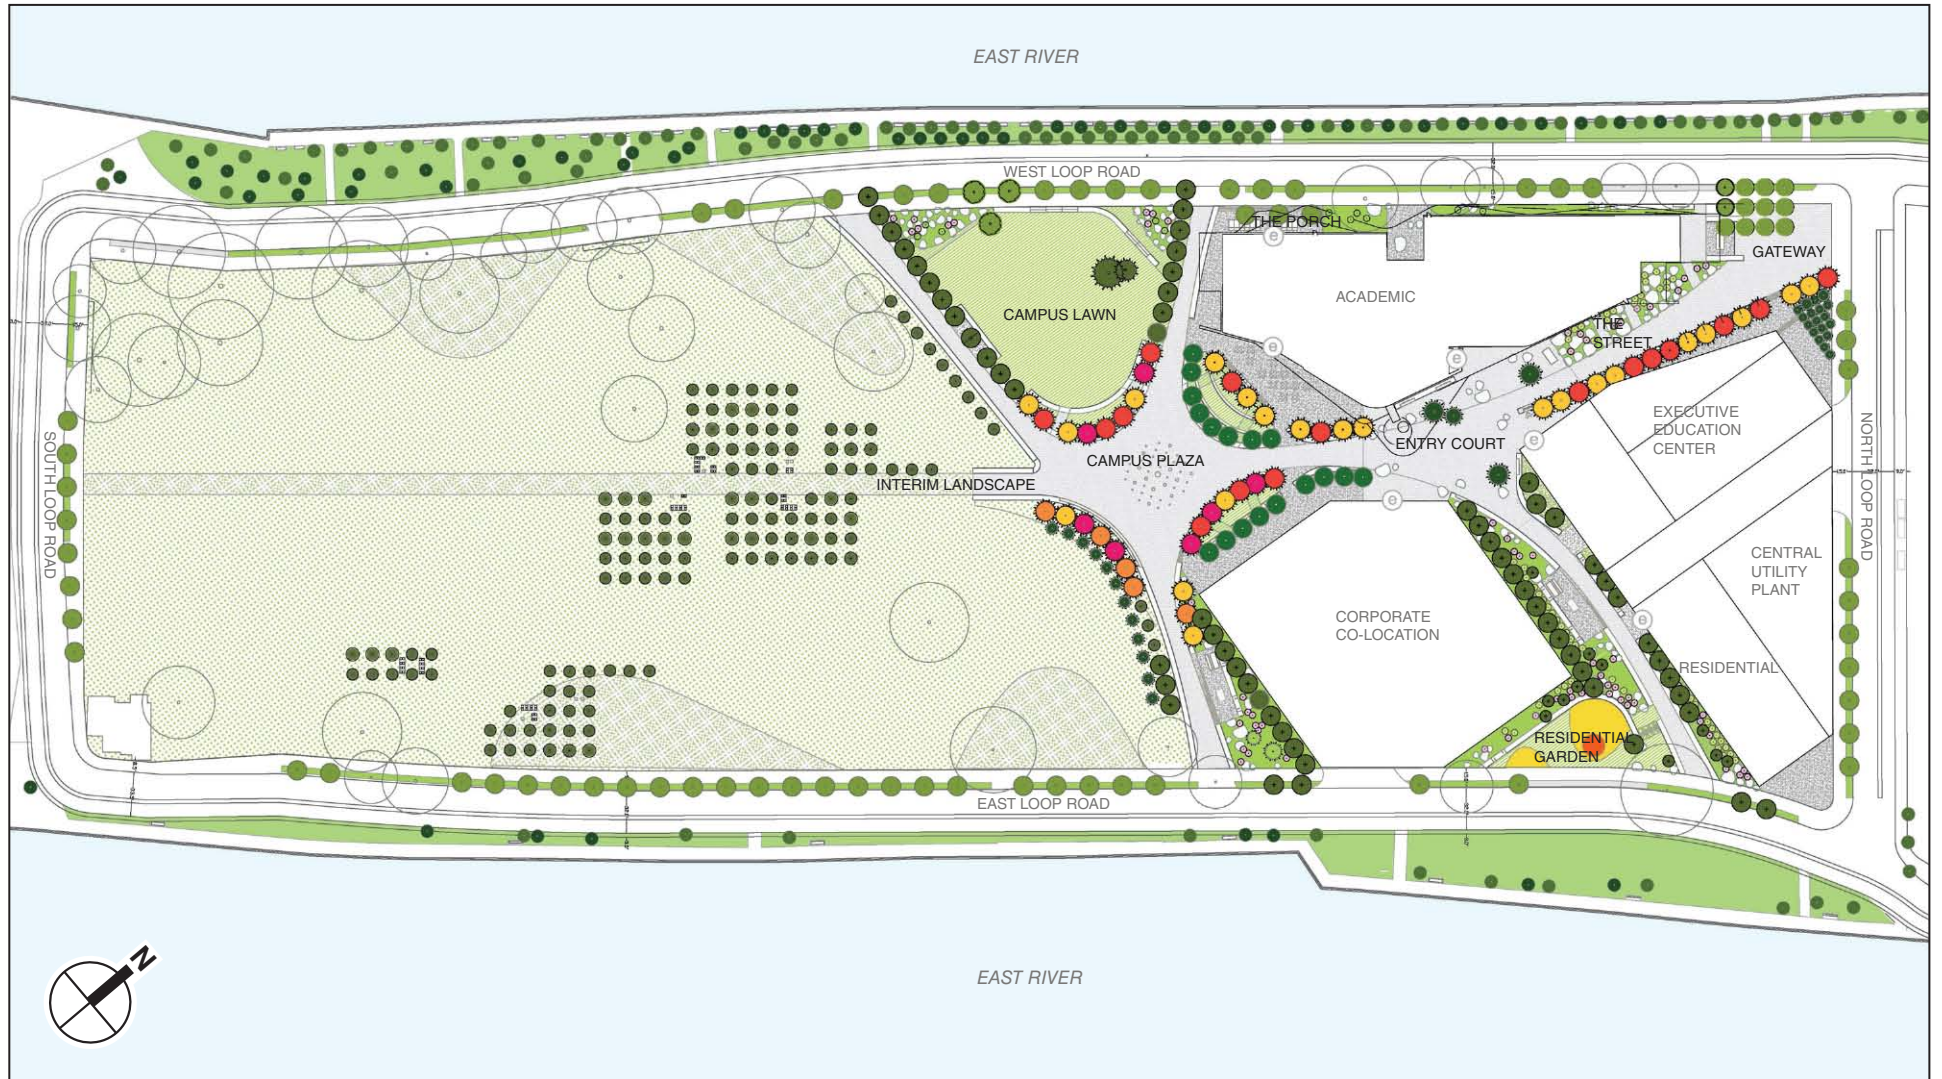 EAST RIVER
WEST LOOP ROAD
THE PORCH
e
GATEWAY
ACADEMIC
CAMPUS LAWN
THE
STREET
e
e
EXECUTIVE
EDUCATION
CENTER
NORTH LOOP ROAD
SOUTH LOOP ROAD
ENTRY COURT
e
CAMPUS PLAZA
INTERIM LANDSCAPE
e
CENTRAL
UTILITY
PLANT
CORPORATE
CO-LOCATION
e
RESIDENTIAL
RESIDENTIAL
GARDEN
EAST LOOP ROAD
N
EAST RIVER